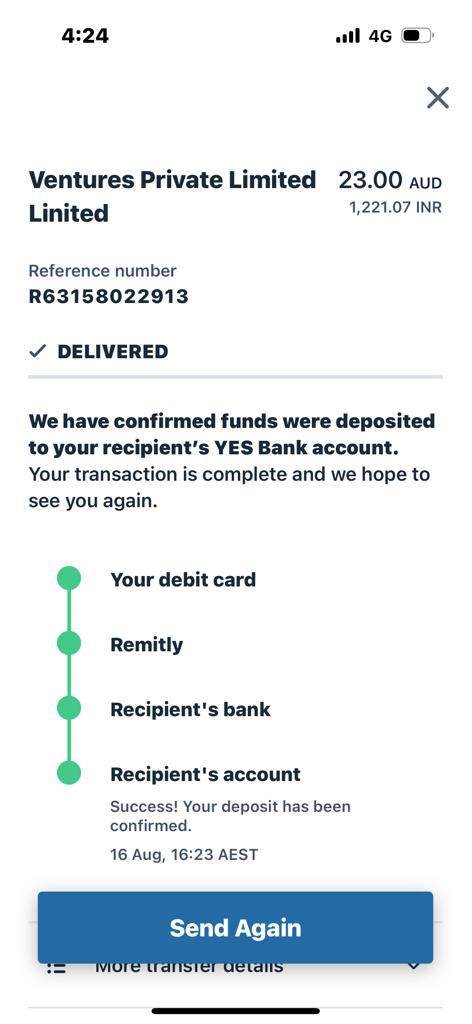 4:24
4G
Ventures Private Limited
Linited
23.00 AUD
1,221.07 INR
Reference number
R63158022913
DELIVERED
We have confirmed funds were deposited
to your recipient’s YES Bank account.
Your transaction is complete and we hope to
see you again.
Your debit card
Remitly
Recipient's bank
Recipient's account
Success! Your deposit has been
confirmed.
16 Aug, 16:23 AEST
Send Again
More transfer details